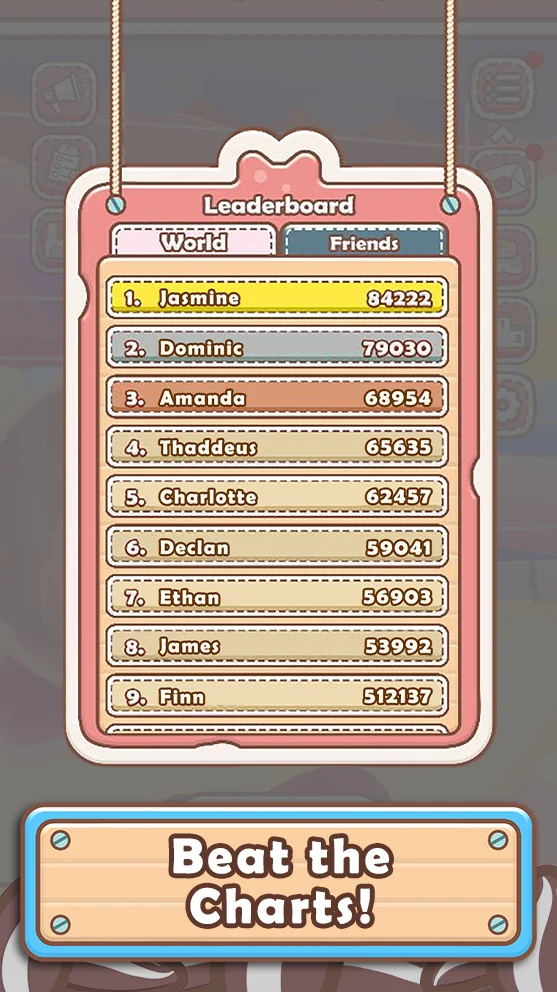 Leaderboard
World Friends
1. Jasmine 84222
2. Dominic 79030
3. Amanda 68954
4. Thaddeus 65635
5. Charlotte 62457
6. Declan 59041
7. Ethan 56903
8. James 53992
9. Finn 512137
Beat the
Charts!